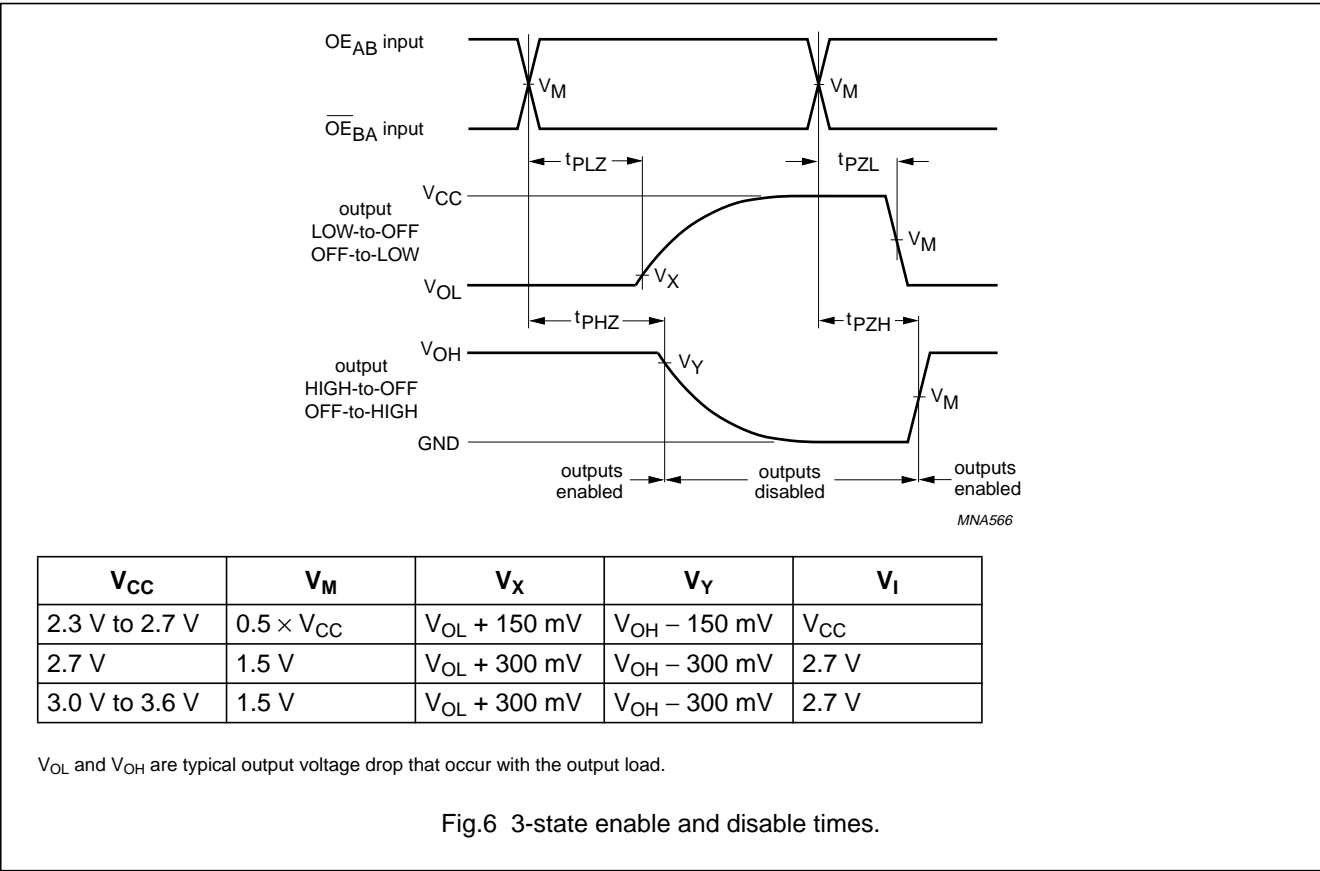 OEAB input
VM
VM
OEBA input
tPLZ
tPZL
VCC
output
LOW-to-OFF
OFF-to-LOW
VM
VX
VOL
tPHZ
tPZH
VOH
output
HIGH-to-OFF
OFF-to-HIGH
VY
VM
GND
outputs
enabled
outputs
disabled
outputs
enabled
MNA566
VCC VM VX VY VI
2.3 V to 2.7 V 0.5 × VCC VOL + 150 mV VOH − 150 mV VCC
2.7 V 1.5 V VOL + 300 mV VOH − 300 mV 2.7 V
3.0 V to 3.6 V 1.5 V VOL + 300 mV VOH − 300 mV 2.7 V
VOL and VOH are typical output voltage drop that occur with the output load.
Fig.6 3-state enable and disable times.